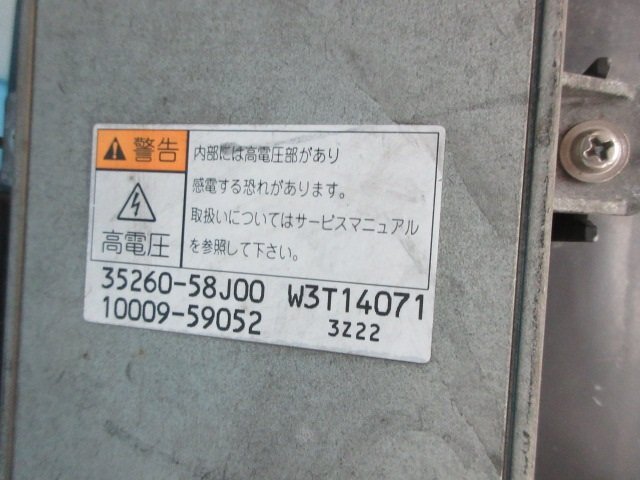 警告
高電圧
内部には高電圧部があり
感電する恐れがあります。
取扱いについてはサービスマニュアル
を参照して下さい。
35260-58J00 W3T14071
10009-59052 3Z22